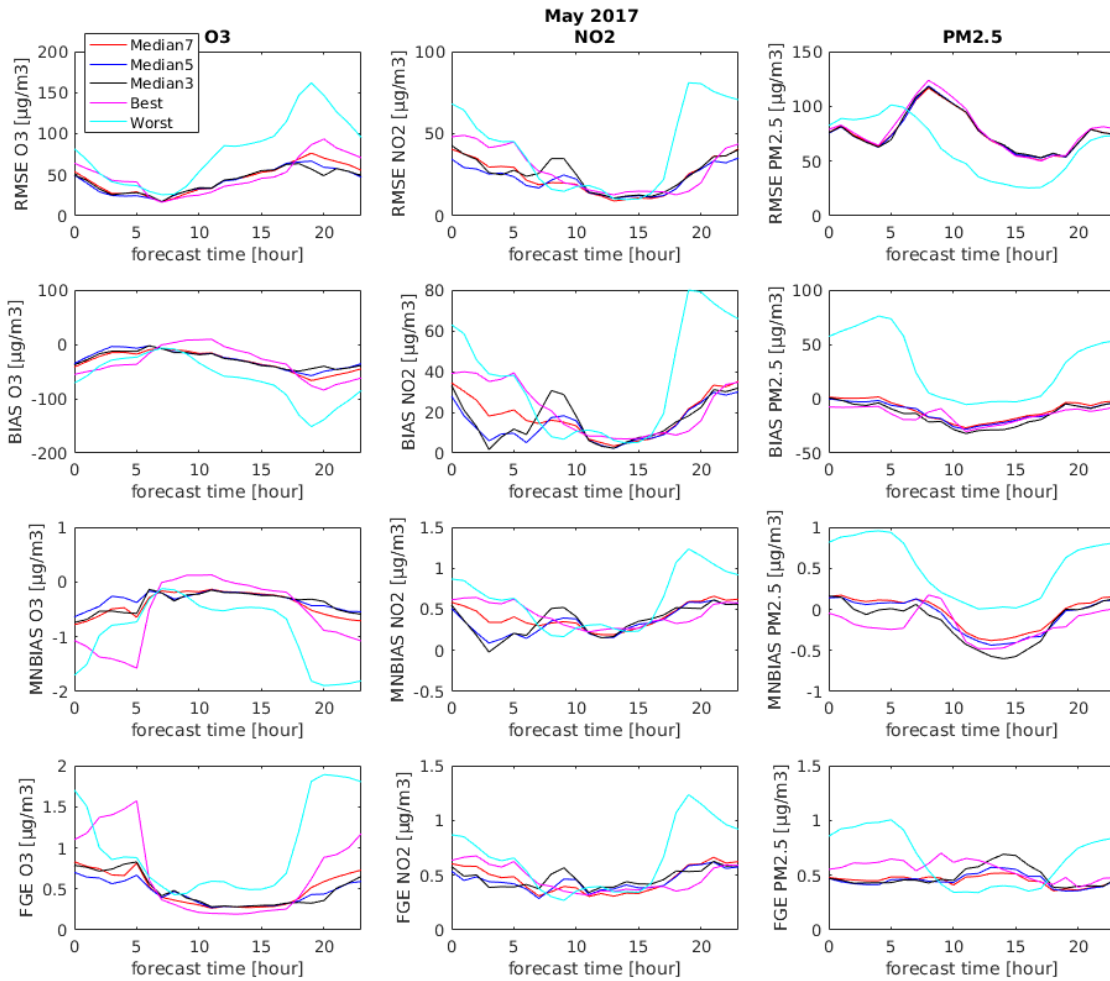 May 2017
O3
NO2
PM2.5
Median7
Median5
Median3
Best
Worst
RMSE O3 [µg/m3]
200
150
100
50
0
0 5 10 15 20
forecast time [hour]
RMSE NO2 [µg/m3]
100
50
0
0 5 10 15 20
forecast time [hour]
RMSE PM2.5 [µg/m3]
150
100
50
0
0 5 10 15 20
forecast time [hour]
BIAS O3 [µg/m3]
100
0
-100
-200
0 5 10 15 20
forecast time [hour]
BIAS NO2 [µg/m3]
80
60
40
20
0
0 5 10 15 20
forecast time [hour]
BIAS PM2.5 [µg/m3]
100
50
0
-50
0 5 10 15 20
forecast time [hour]
MNBIAS O3 [µg/m3]
1
0
-1
-2
0 5 10 15 20
forecast time [hour]
MNBIAS NO2 [µg/m3]
1.5
1
0.5
0
-0.5
0 5 10 15 20
forecast time [hour]
MNBIAS PM2.5 [µg/m3]
1
0.5
0
-0.5
-1
0 5 10 15 20
forecast time [hour]
FGE O3 [µg/m3]
2
1.5
1
0.5
0
0 5 10 15 20
forecast time [hour]
FGE NO2 [µg/m3]
1.5
1
0.5
0
0 5 10 15 20
forecast time [hour]
FGE PM2.5 [µg/m3]
1.5
1
0.5
0
0 5 10 15 20
forecast time [hour]